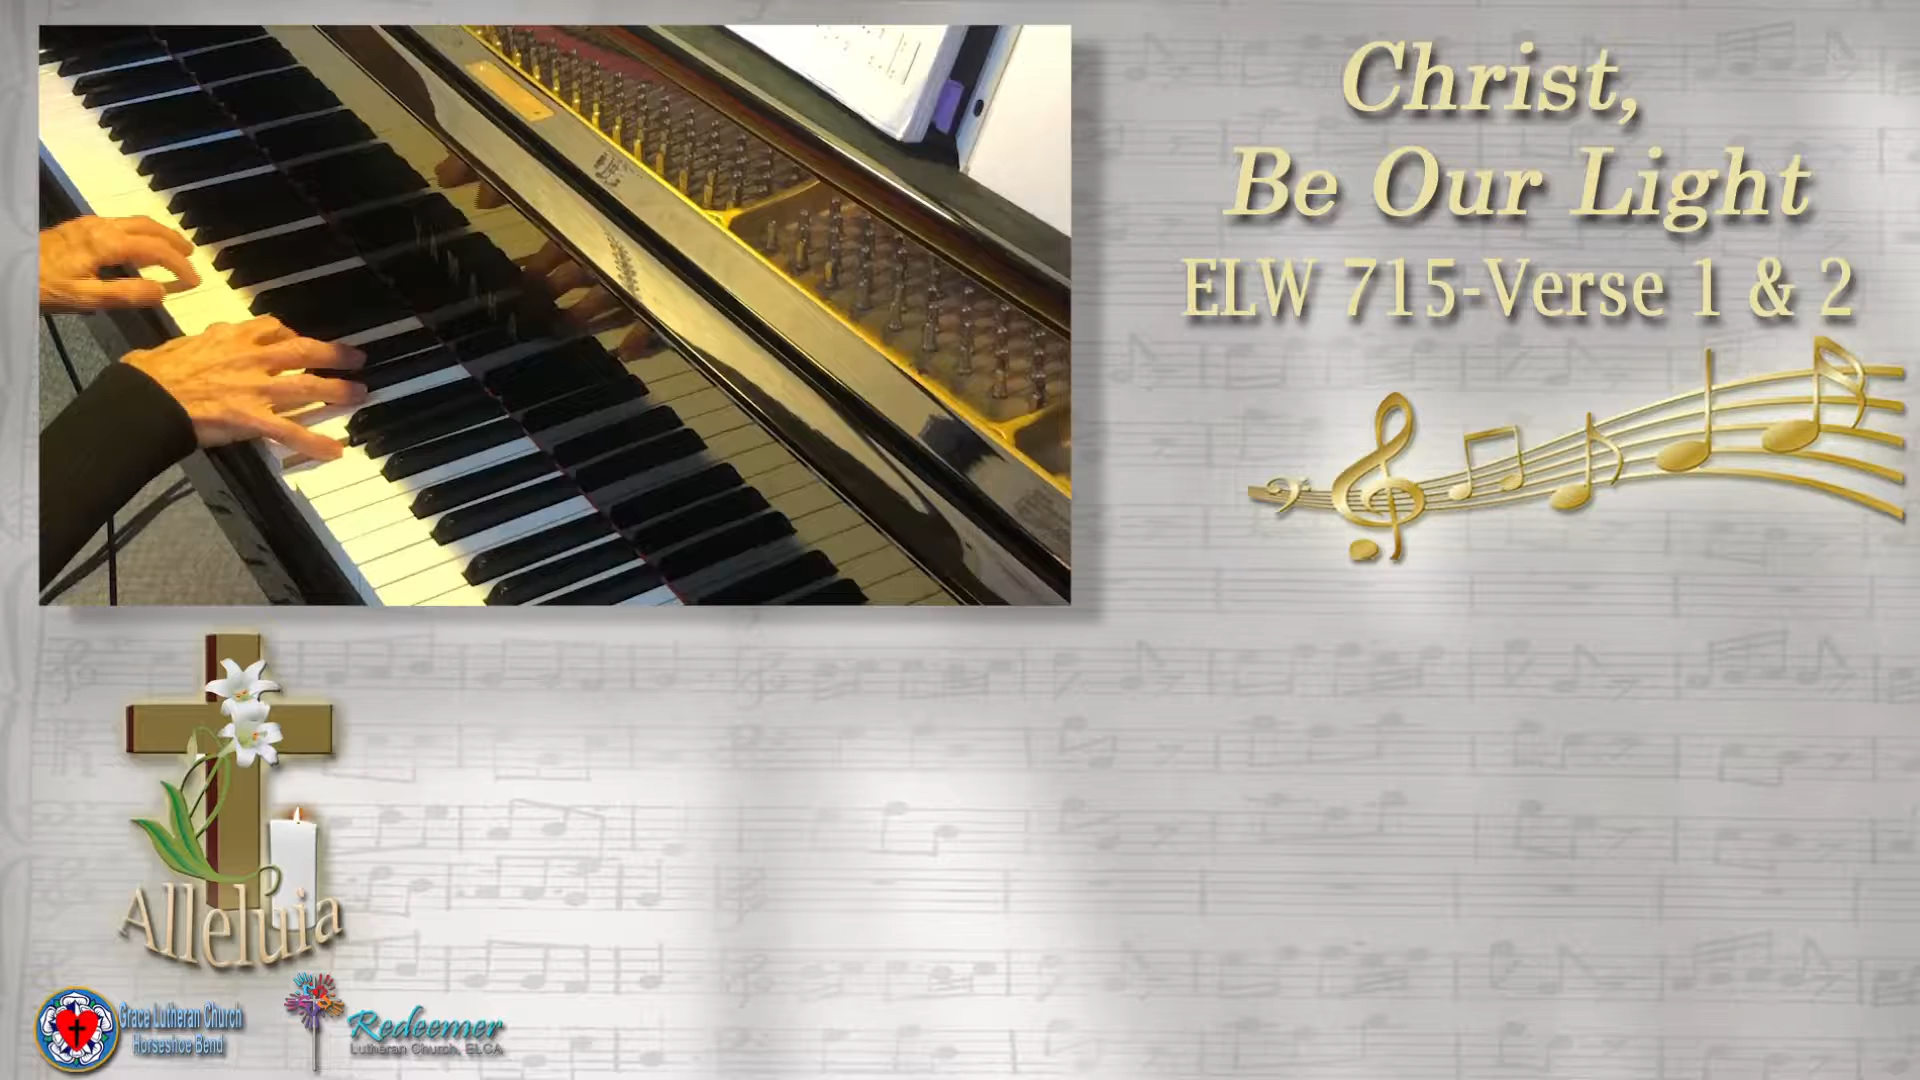 Christ,
Be Our Light
ELW 715-Verse 1 & 2
Alleluia
Grace Lutheran Church
Horseshoe Bend
Redeemer
Lutheran Church, ELCA